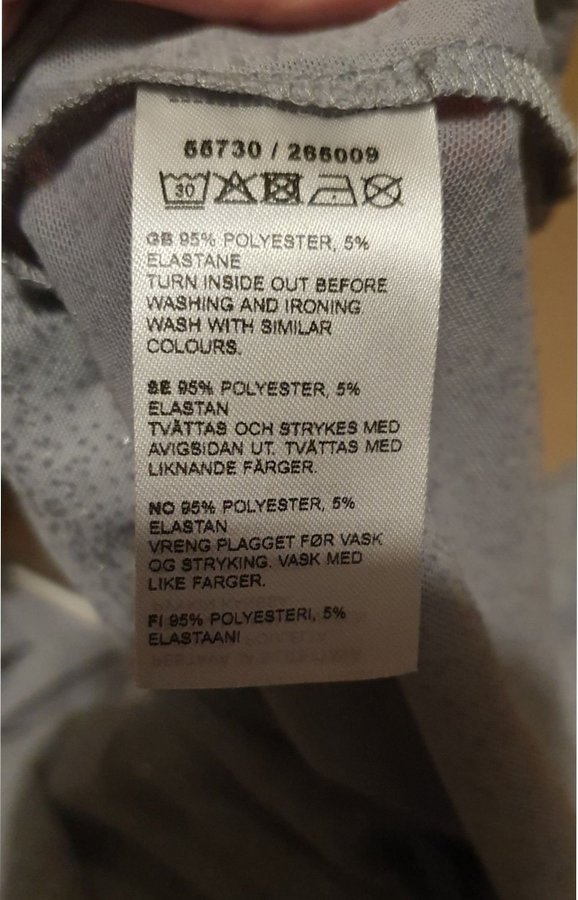 55730 / 265009
30
GB 95% POLYESTER, 5%
ELASTANE
TURN INSIDE OUT BEFORE
WASHING AND IRONING.
WASH WITH SIMILAR
COLOURS.
SE 95% POLYESTER, 5%
ELASTAN
TVÄTTAS OCH STRYKES MED
AVIGSIDAN UT. TVÄTTAS MED
LIKNANDE FÄRGER.
NO 95% POLYESTER, 5%
ELASTAN
VRENG PLAGGET FØR VASK
OG STRYKING. VASK MED
LIKE FARGER.
FI 95% POLYESTERI, 5%
ELASTAANI